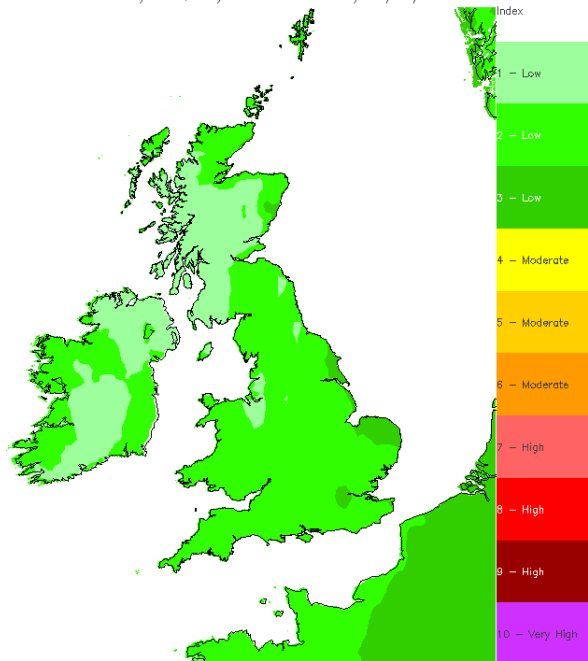 Index
1 - Low
2 - Low
3 - Low
4 - Moderate
5 - Moderate
6 - Moderate
7 - High
8 - High
9 - High
10 - Very High